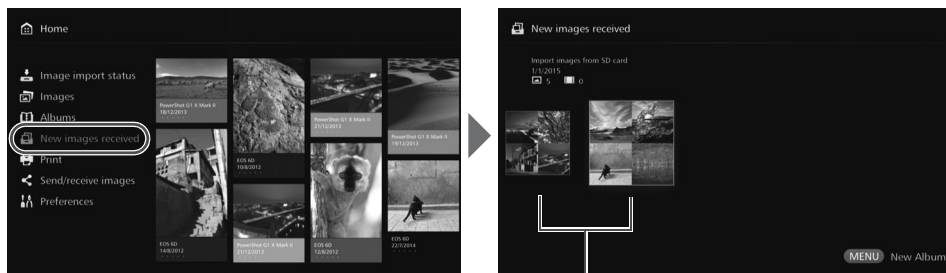 Home
Image import status
Images
Albums
New images received
Print
Send/receive images
Preferences
PowerShot G1 X Mark II
18/12/2013
EOS 6D
14/8/2012
EOS 6D
10/8/2012
PowerShot G1 X Mark II
21/12/2013
PowerShot G1 X Mark II
21/12/2013
EOS 6D
12/8/2012
PowerShot G1 X Mark II
19/12/2013
EOS 6D
22/7/2014
New images received
Import images from SD card
1/1/2015
5 0
MENU New Album